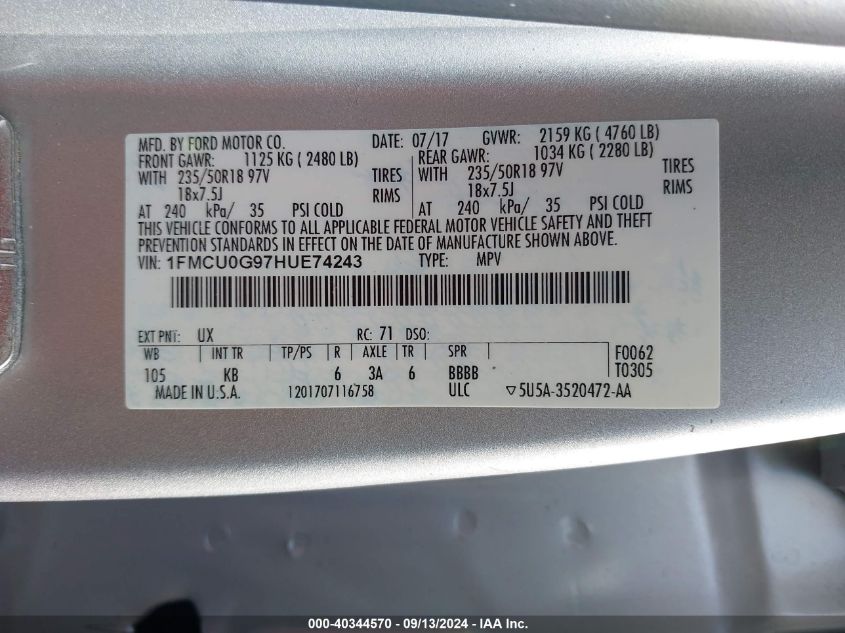 MFD. BY FORD MOTOR CO. DATE: 07/17 GVWR: 2159 KG ( 4760 LB)
FRONT GAWR: 1125 KG ( 2480 LB) REAR GAWR: 1034 KG ( 2280 LB)
WITH 235/50R18 97V TIRES WITH 235/50R18 97V TIRES
18x7.5J RIMS 18x7.5J RIMS
AT 240 kPa/ 35 PSI COLD AT 240 kPa/ 35 PSI COLD
THIS VEHICLE CONFORMS TO ALL APPLICABLE FEDERAL MOTOR VEHICLE SAFETY AND THEFT
PREVENTION STANDARDS IN EFFECT ON THE DATE OF MANUFACTURE SHOWN ABOVE.
VIN: 1FMCU0G97HUE74243 TYPE: MPV
EXT PNT: UX RC: 71 DSO:
WB INT TR TP/PS R AXLE TR SPR F0062
105 KB 6 3A 6 BBBB T0305
MADE IN U.S.A. 1201707116758 ULC ▽5U5A-3520472-AA
000-40344570 - 09/13/2024 - IAA Inc.